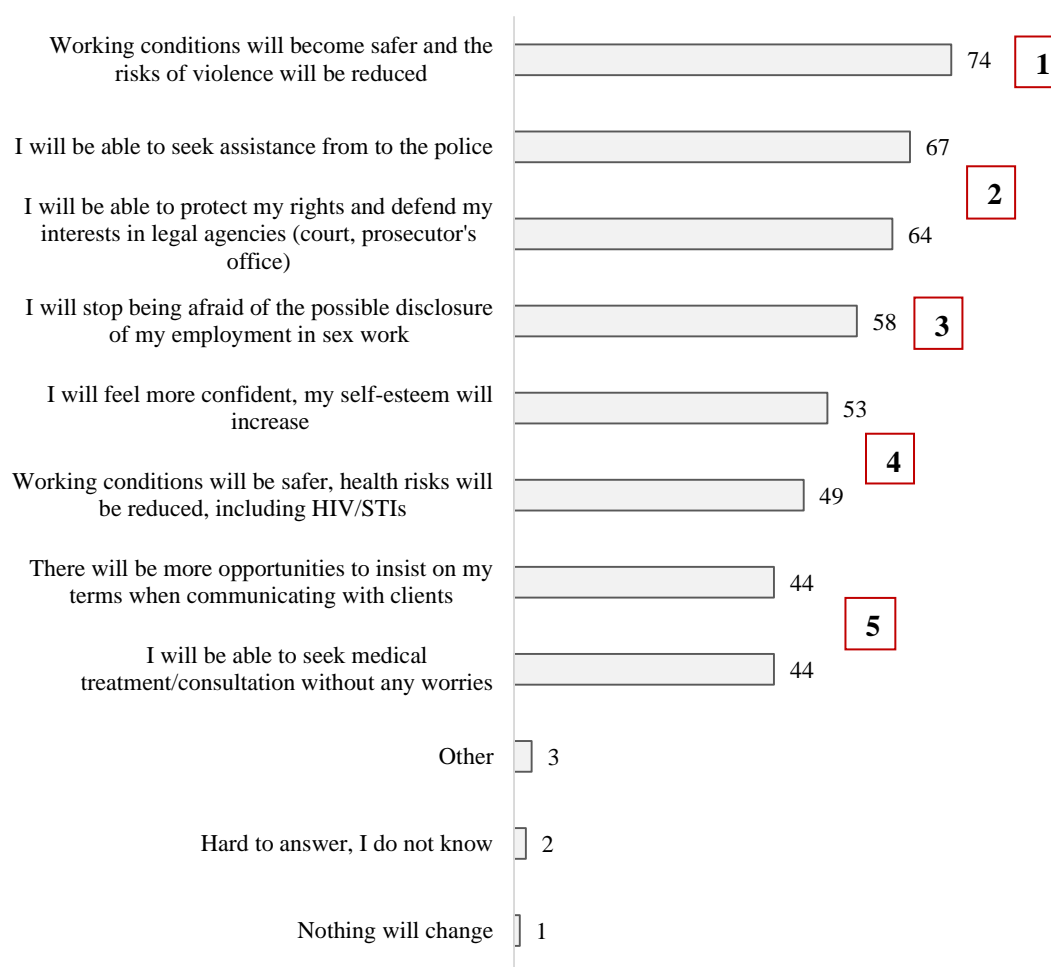 Working conditions will become safer and the
risks of violence will be reduced
74
1
I will be able to seek assistance from to the police
67
2
I will be able to protect my rights and defend my
interests in legal agencies (court, prosecutor's
office)
64
I will stop being afraid of the possible disclosure
of my employment in sex work
58
3
I will feel more confident, my self-esteem will
increase
53
4
Working conditions will be safer, health risks will
be reduced, including HIV/STIs
49
There will be more opportunities to insist on my
terms when communicating with clients
44
5
I will be able to seek medical
treatment/consultation without any worries
44
Other
3
Hard to answer, I do not know
2
Nothing will change
1